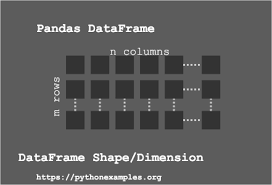 Pandas DataFrame
n columns
m rows
DataFrame Shape/Dimension
https://pythonexamples.org